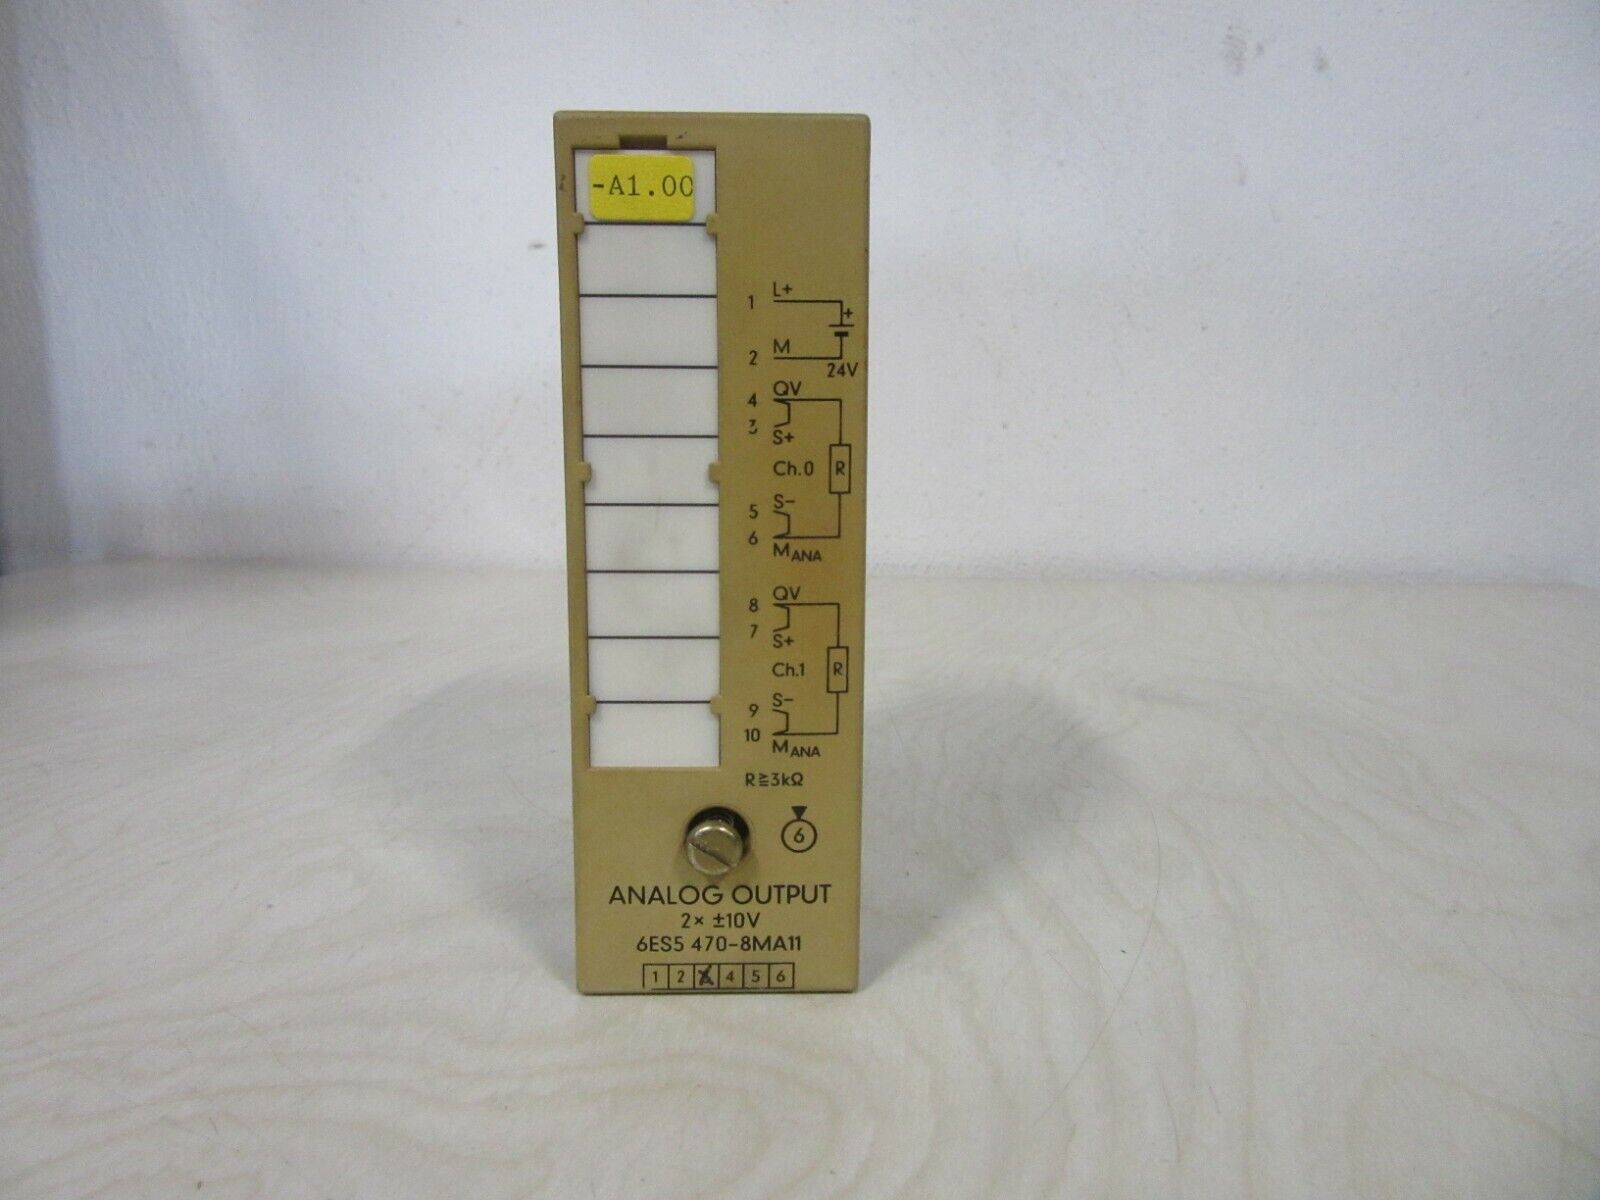 -A1.00
1 L+
+
2 M
24V
4 QV
3 S+
Ch.0 R
5 S-
6 MANA
8 QV
7 S+
Ch.1 R
9 S-
10 MANA
R≧3kΩ
6
ANALOG OUTPUT
2× ±10V
6ES5 470-8MA11
1 2 3 4 5 6